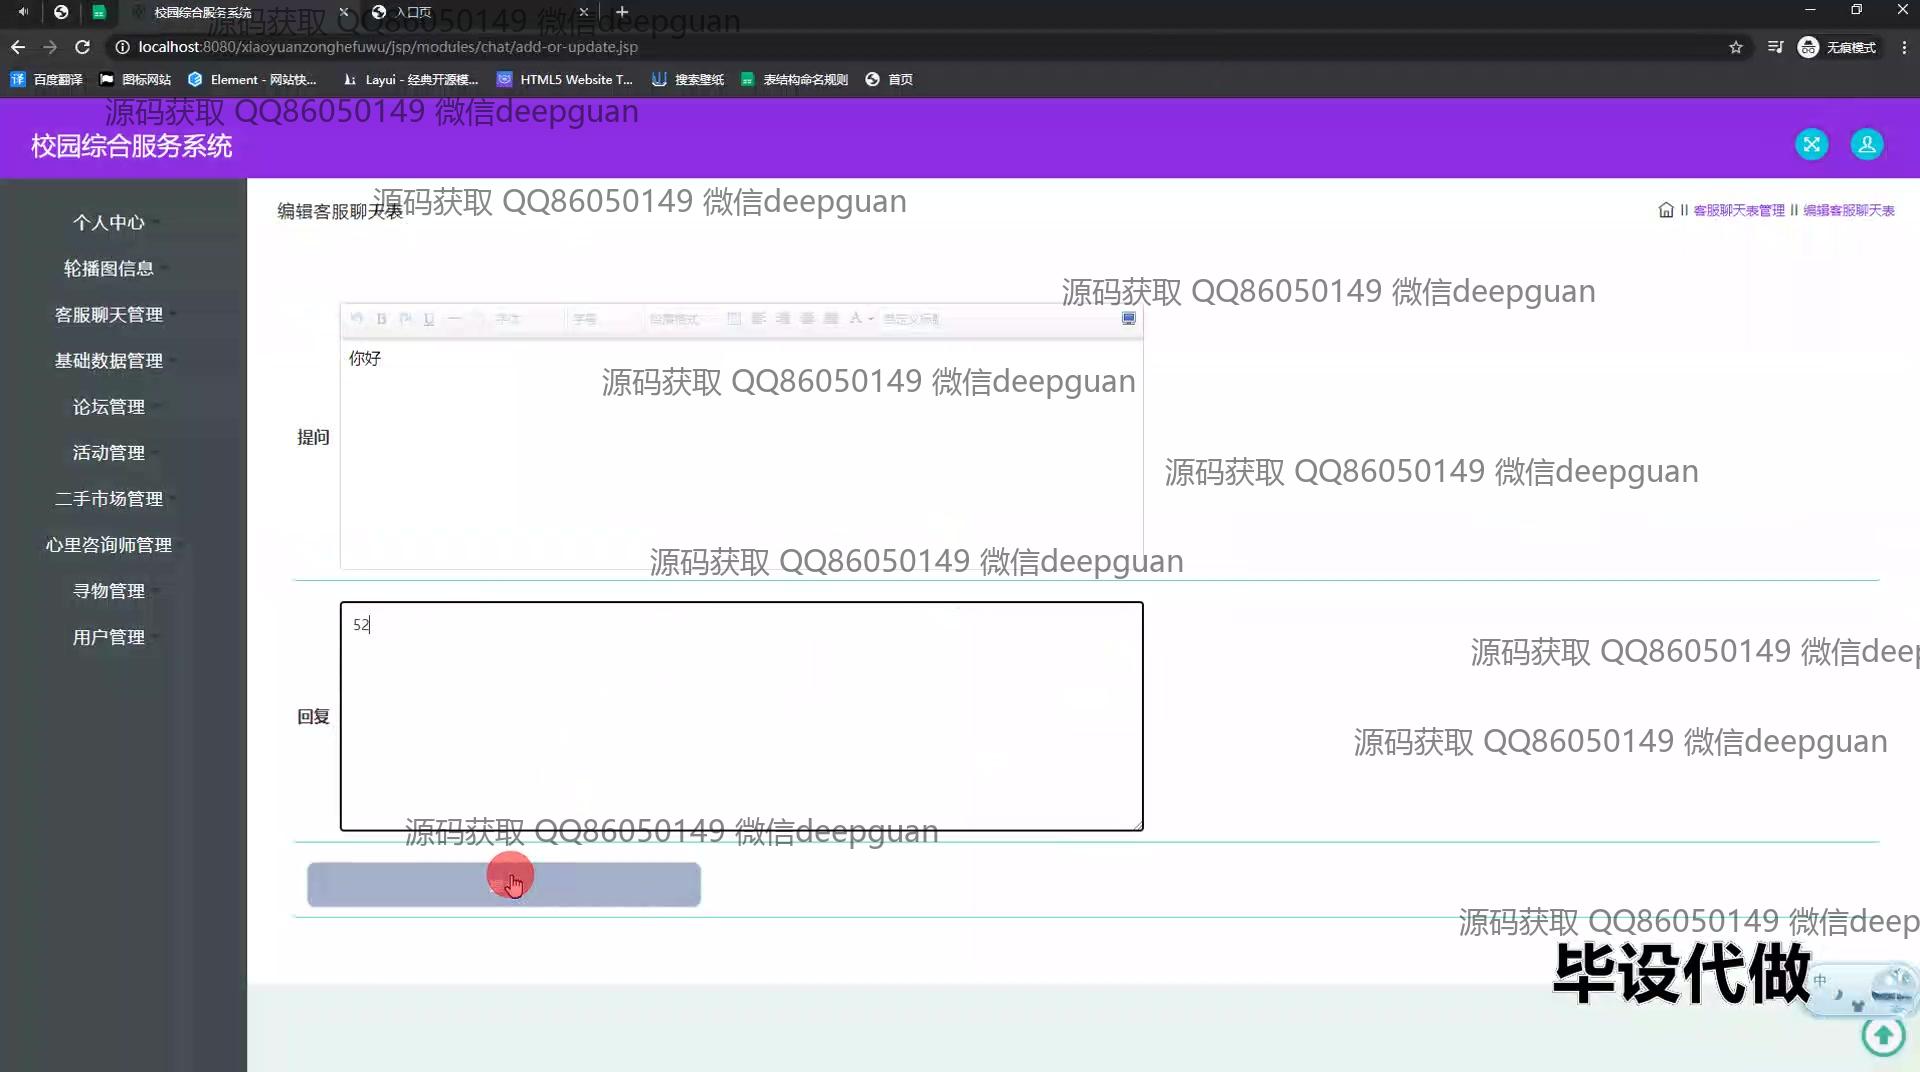 校园综合服务系统
入口页
源码获取 QQ86050149 微信deepguan
localhost:8080/xiaoyuanzonghefuwu/jsp/modules/chat/add-or-update.jsp
无痕模式
百度翻译
图标网站
Element - 网站快...
Layui - 经典开源模...
HTML5 Website T...
搜索壁纸
表结构命名规则
首页
源码获取 QQ86050149 微信deepguan
校园综合服务系统
源码获取 QQ86050149 微信deepguan
编辑客服聊天表
|| 客服聊天表管理 || 编辑客服聊天表
个人中心
轮播图信息
客服聊天管理
基础数据管理
论坛管理
活动管理
二手市场管理
心里咨询师管理
寻物管理
用户管理
源码获取 QQ86050149 微信deepguan
字体
字号
段落格式
自定义标题
你好
源码获取 QQ86050149 微信deepguan
提问
源码获取 QQ86050149 微信deepguan
源码获取 QQ86050149 微信deepguan
52
源码获取 QQ86050149 微信deep
回复
源码获取 QQ86050149 微信deepguan
源码获取 QQ86050149 微信deepguan
源码获取 QQ86050149 微信deep
毕设代做
中